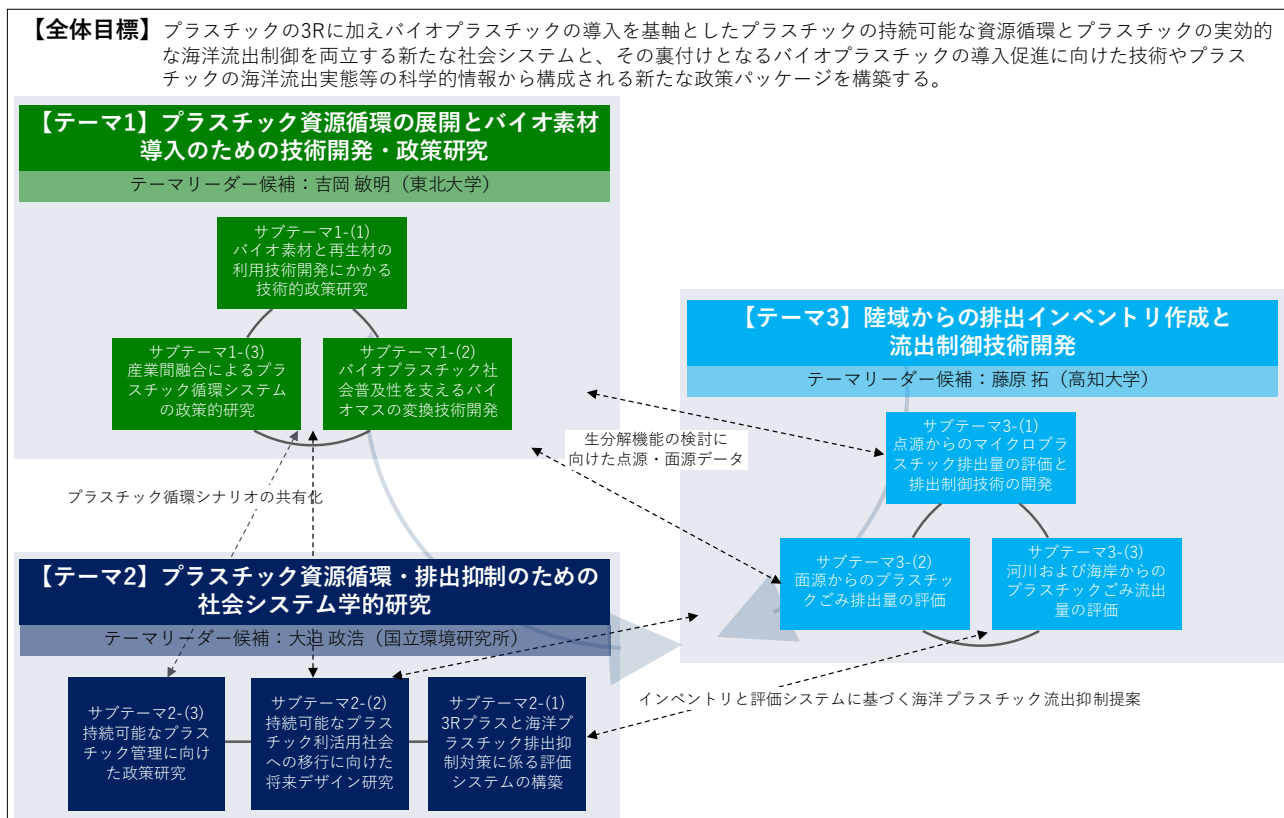 【全体目標】プラスチックの3Rに加えバイオプラスチックの導入を基軸としたプラスチックの持続可能な資源循環とプラスチックの実効的
な海洋流出制御を両立する新たな社会システムと、その裏付けとなるバイオプラスチックの導入促進に向けた技術やプラス
チックの海洋流出実態等の科学的情報から構成される新たな政策パッケージを構築する。
【テーマ1】プラスチック資源循環の展開とバイオ素材
導入のための技術開発・政策研究
テーマリーダー候補：吉岡 敏明（東北大学）
サブテーマ1-(1)
バイオ素材と再生材の
利用技術開発にかかる
技術的政策研究
サブテーマ1-(3)
産業間融合によるプラ
スチック循環システム
の政策的研究
サブテーマ1-(2)
バイオプラスチック社
会普及性を支えるバイ
オマスの変換技術開発
【テーマ3】陸域からの排出インベントリ作成と
流出制御技術開発
テーマリーダー候補：藤原 拓（高知大学）
サブテーマ3-(1)
点源からのマイクロプラ
スチック排出量の評価と
排出制御技術の開発
サブテーマ3-(2)
面源からのプラスチッ
クごみ排出量の評価
サブテーマ3-(3)
河川および海岸からの
プラスチックごみ流出
量の評価
生分解機能の検討に
向けた点源・面源データ
プラスチック循環シナリオの共有化
【テーマ2】プラスチック資源循環・排出抑制のための
社会システム学的研究
テーマリーダー候補：大迫 政浩（国立環境研究所）
サブテーマ2-(3)
持続可能なプラス
チック管理に向け
た政策研究
サブテーマ2-(2)
持続可能なプラス
チック利活用社会
への移行に向けた
将来デザイン研究
サブテーマ2-(1)
3Rプラスと海洋プ
ラスチック排出抑
制対策に係る評価
システムの構築
インベントリと評価システムに基づく海洋プラスチック流出抑制提案